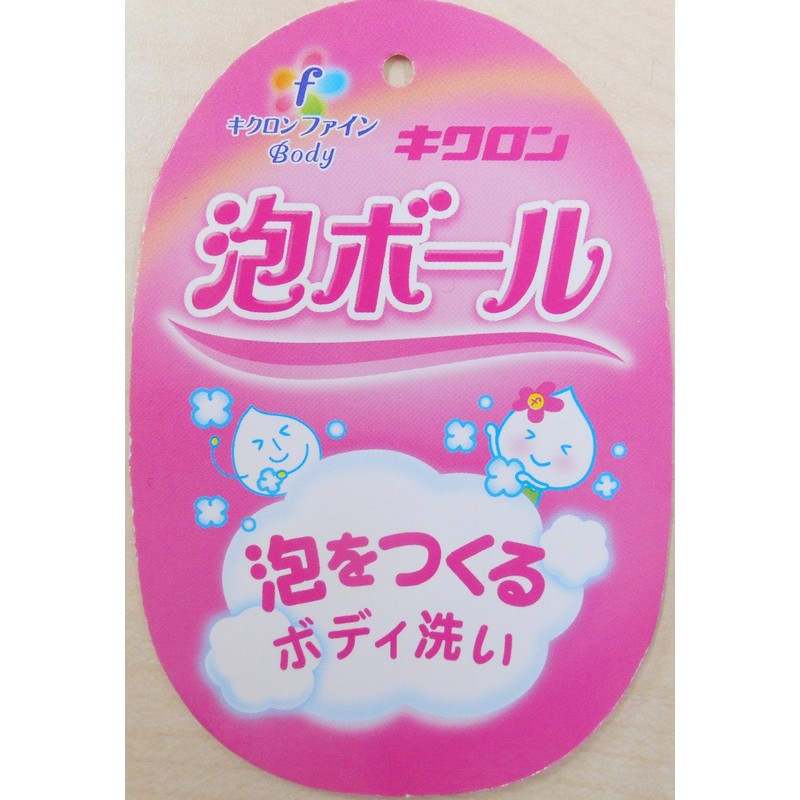 f
キクロンファイン
Body
キクロン
泡ボール
泡をつくる
ボディ洗い